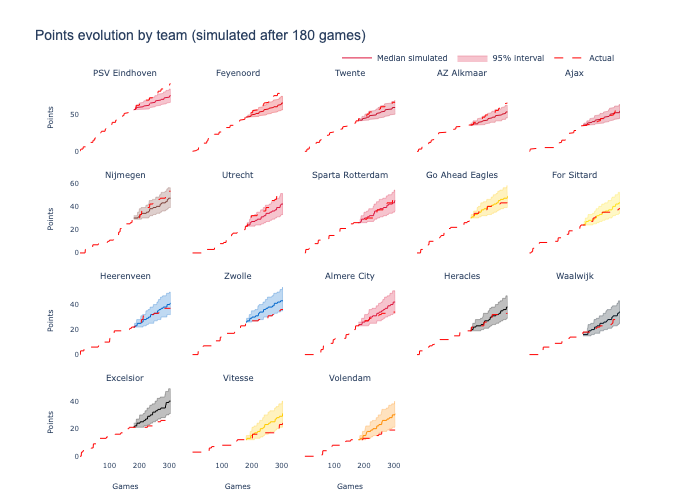 Points evolution by team (simulated after 180 games)
Median simulated 95% interval Actual
PSV Eindhoven Feyenoord Twente AZ Alkmaar Ajax
Points
50
0
Nijmegen Utrecht Sparta Rotterdam Go Ahead Eagles For Sittard
Points
60
40
20
0
Heerenveen Zwolle Almere City Heracles Waalwijk
Points
40
20
0
Excelsior Vitesse Volendam
Points
40
20
0
100 200 300 100 200 300 100 200 300
Games Games Games